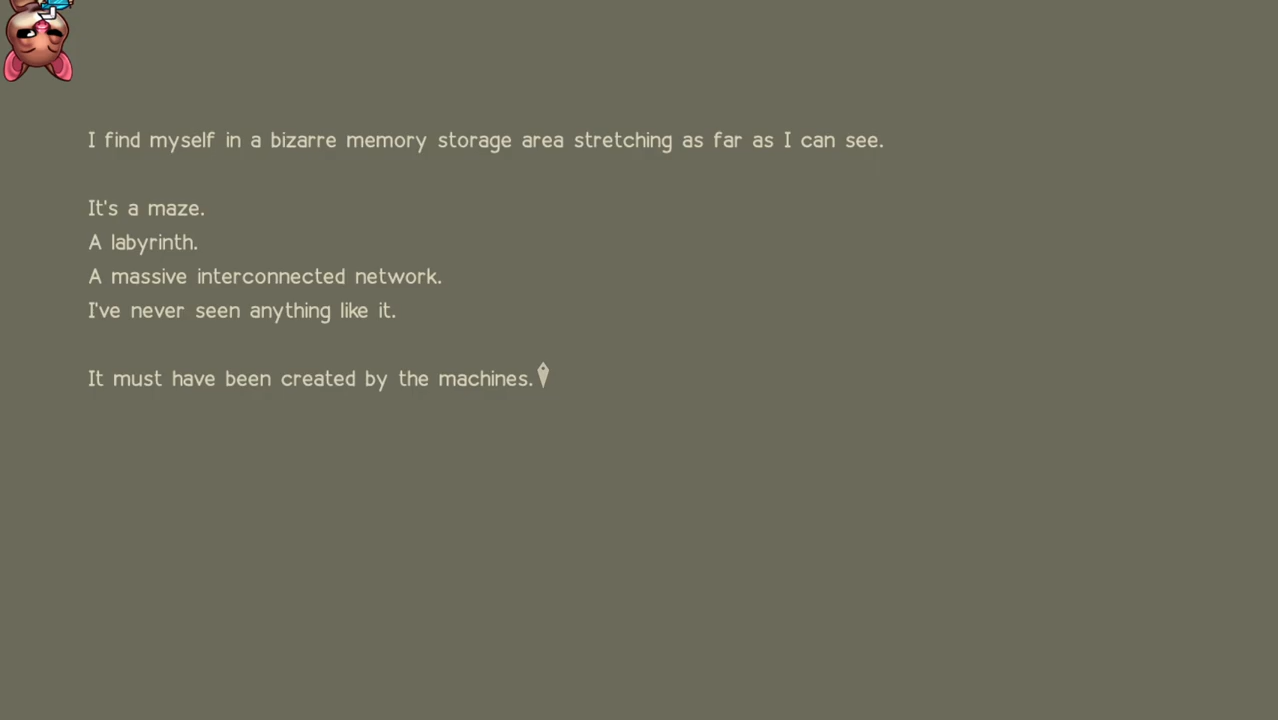 I find myself in a bizarre memory storage area stretching as far as I can see.
It's a maze.
A labyrinth.
A massive interconnected network.
I've never seen anything like it.
It must have been created by the machines.